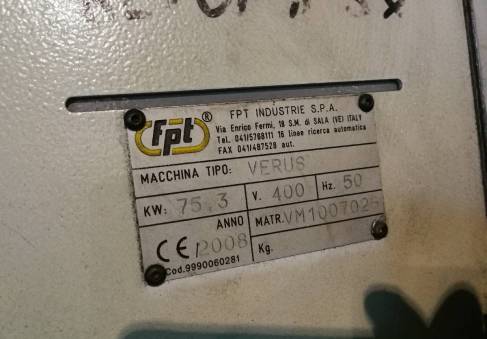 fpt ®
FPT INDUSTRIE S.P.A.
Via Enrico Fermi, 18 S.M. di SALA (VE) ITALY
Tel. 041/5768111 16 linee ricerca automatica
FAX 041/487528 aut.
MACCHINA TIPO: VERUS
KW: 75.3 V. 400 Hz. 50
ANNO MATR. VM1007026
CE 2008 Kg.
Cod.9990060281